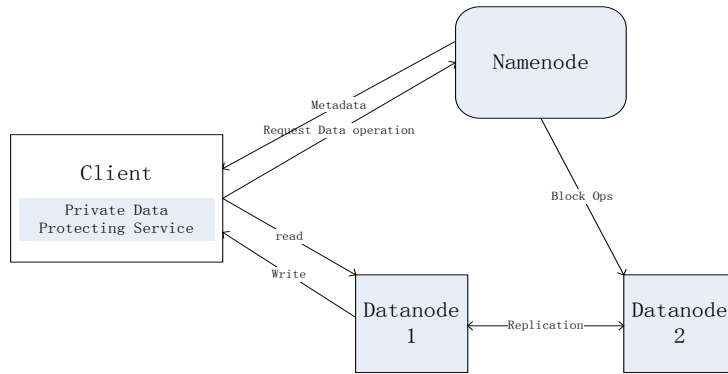 Namenode
Metadata
Request Data operation
Client
Private Data
Protecting Service
Block Ops
read
Write
Datanode
1
Replication
Datanode
2